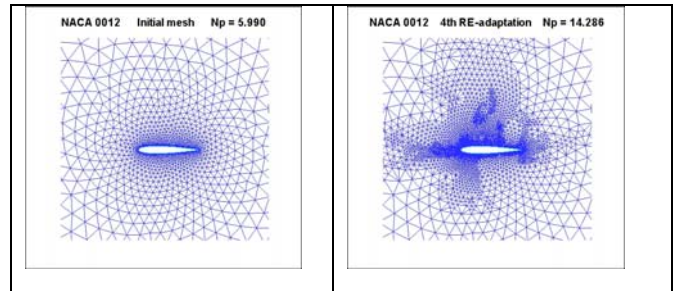 NACA 0012 Initial mesh Np = 5.990
NACA 0012 4th RE-adaptation Np = 14.286